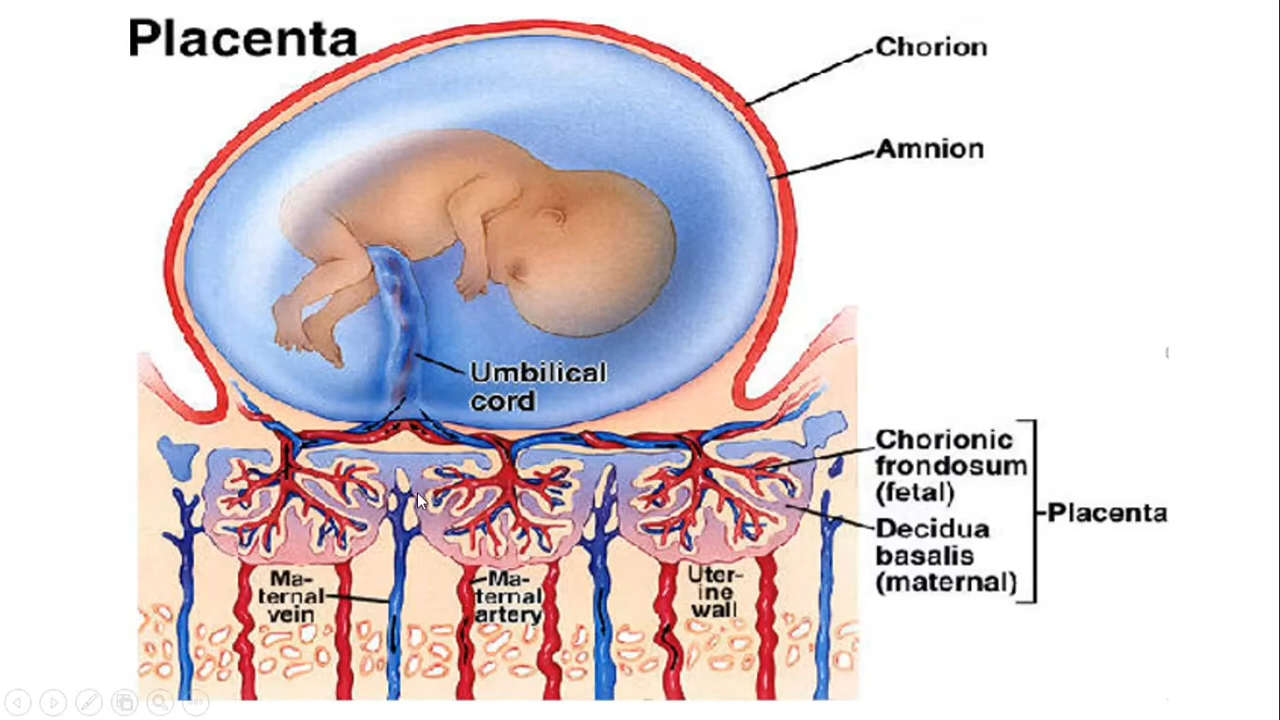 Placenta
Chorion
Amnion
Umbilical
cord
Chorionic
frondosum
(fetal)
Decidua
basalis
(maternal)
Placenta
Ma-
ternal
vein
Ma-
ternal
artery
Uter-
ine
wall